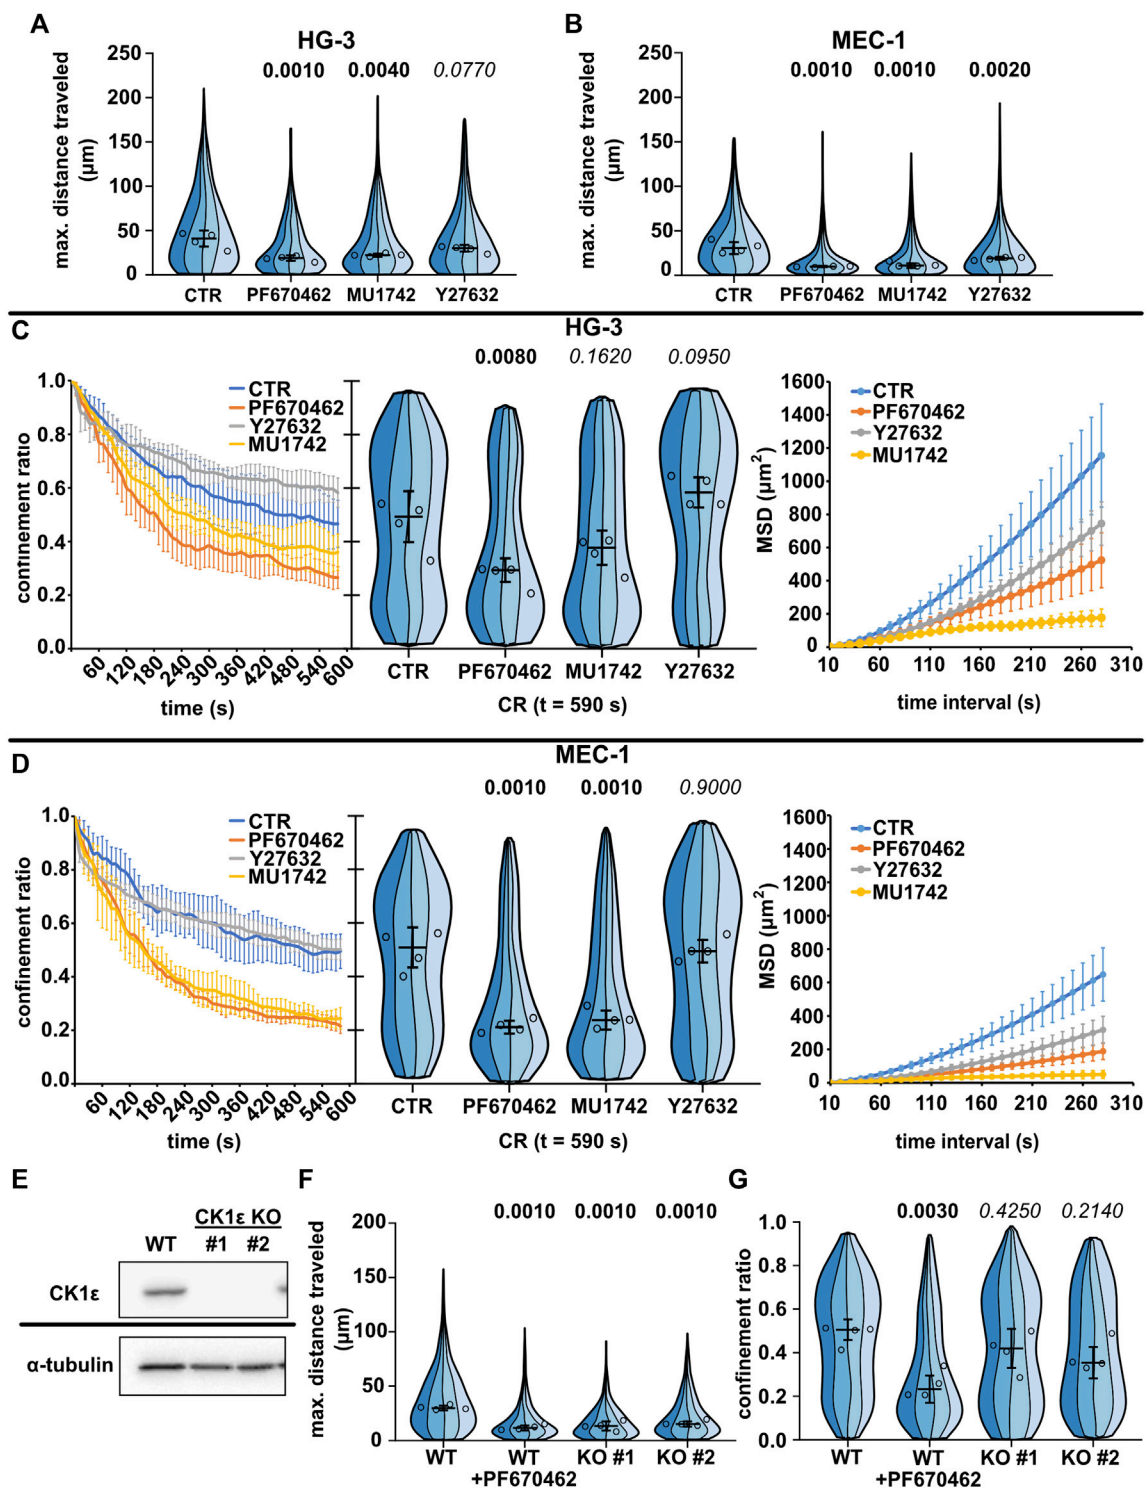 A
HG-3
max. distance traveled
(µm)
250
200
150
100
50
0
0.0010 0.0040 0.0770
CTR PF670462 MU1742 Y27632
B
MEC-1
max. distance traveled
(µm)
250
200
150
100
50
0
0.0010 0.0010 0.0020
CTR PF670462 MU1742 Y27632
C
HG-3
confinement ratio
1.0
0.8
0.6
0.4
0.2
0.0
CTR
PF670462
Y27632
MU1742
60 120 180 240 300 360 420 480 540 600
time (s)
0.0080 0.1620 0.0950
CTR PF670462 MU1742 Y27632
CR (t = 590 s)
MSD (µm²)
1600
1400
1200
1000
800
600
400
200
0
CTR
PF670462
Y27632
MU1742
10 60 110 160 210 260 310
time interval (s)
D
MEC-1
confinement ratio
1.0
0.8
0.6
0.4
0.2
0.0
CTR
PF670462
Y27632
MU1742
60 120 180 240 300 360 420 480 540 600
time (s)
0.0010 0.0010 0.9000
CTR PF670462 MU1742 Y27632
CR (t = 590 s)
MSD (µm²)
1600
1400
1200
1000
800
600
400
200
0
CTR
PF670462
Y27632
MU1742
10 60 110 160 210 260 310
time interval (s)
E
CK1ε KO
WT #1 #2
CK1ε
α-tubulin
F
max. distance traveled
(µm)
200
150
100
50
0
0.0010 0.0010 0.0010
WT WT KO #1 KO #2
+PF670462
G
confinement ratio
1.0
0.8
0.6
0.4
0.2
0.0
0.0030 0.4250 0.2140
WT WT KO #1 KO #2
+PF670462